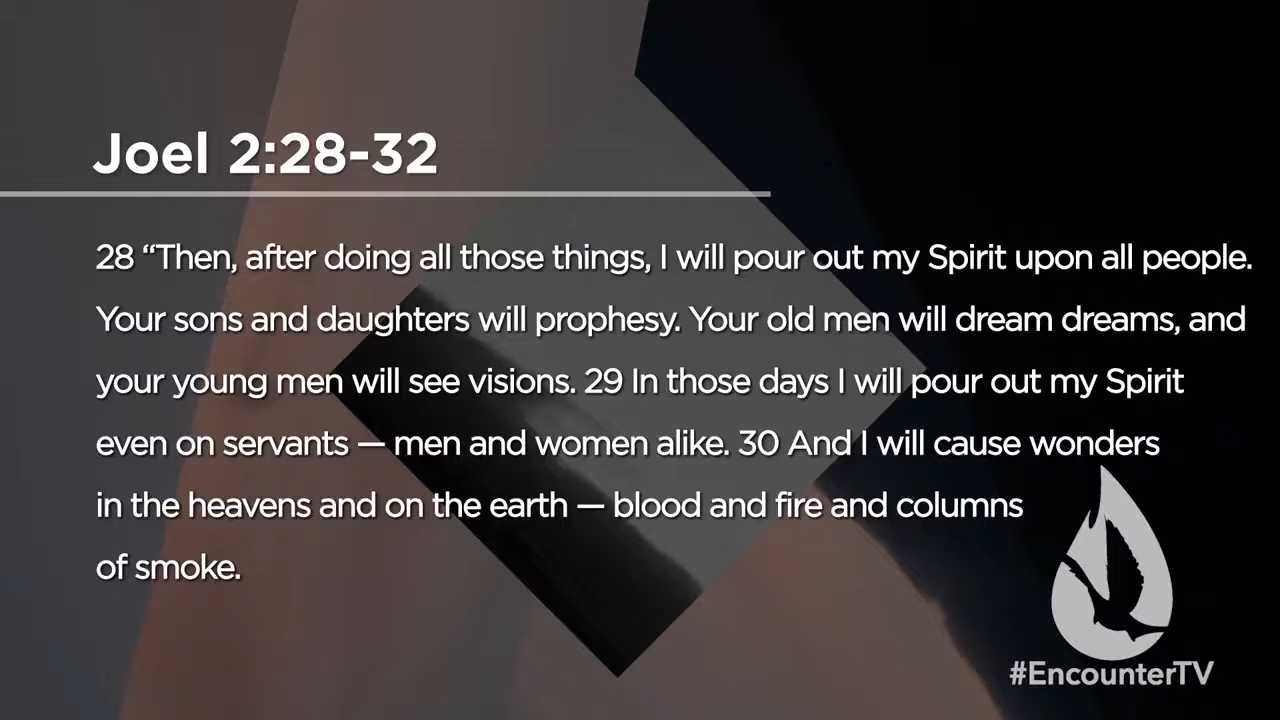 Joel 2:28-32
28 “Then, after doing all those things, I will pour out my Spirit upon all people.
Your sons and daughters will prophesy. Your old men will dream dreams, and
your young men will see visions. 29 In those days I will pour out my Spirit
even on servants — men and women alike. 30 And I will cause wonders
in the heavens and on the earth — blood and fire and columns
of smoke.
#EncounterTV